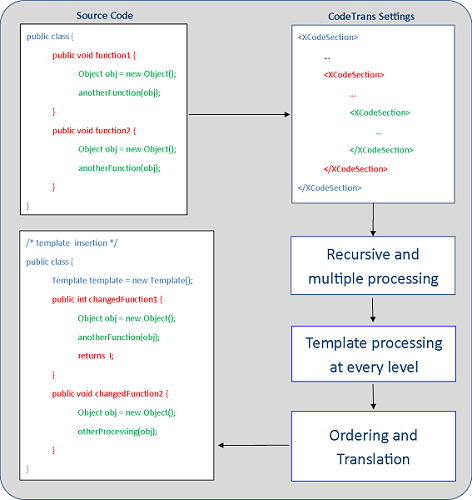 Source Code
public class {
public void function1 {
Object obj = new Object();
anotherFunction(obj);
}
public void function2 {
Object obj = new Object();
anotherFunction(obj);
}
}
CodeTrans Settings
<XCodeSection>
...
<XCodeSection>
...
<XCodeSection>
...
</XCodeSection>
</XCodeSection>
</XCodeSection>
Recursive and
multiple processing
Template processing
at every level
Ordering and
Translation
/* template insertion */
public class {
Template template = new Template();
public int changedFunction1 {
Object obj = new Object();
anotherFunction(obj);
returns I;
}
public void changedFunction2 {
Object obj = new Object();
otherProcessing(obj);
}
}